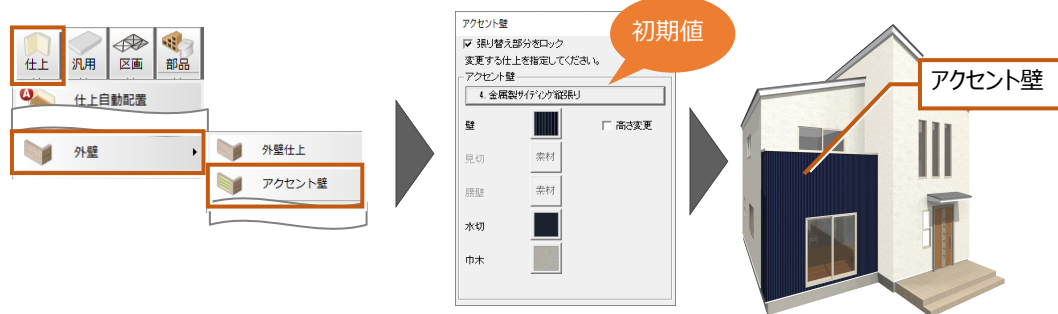 仕上
汎用
区画
部品
A
仕上自動配置
外壁
外壁仕上
アクセント壁
アクセント壁
張り替え部分をロック
変更する仕上を指定してください。
アクセント壁
4. 金属製サイディング縦張り
壁
高さ変更
見切
素材
腰壁
素材
水切
巾木
初期値
アクセント壁